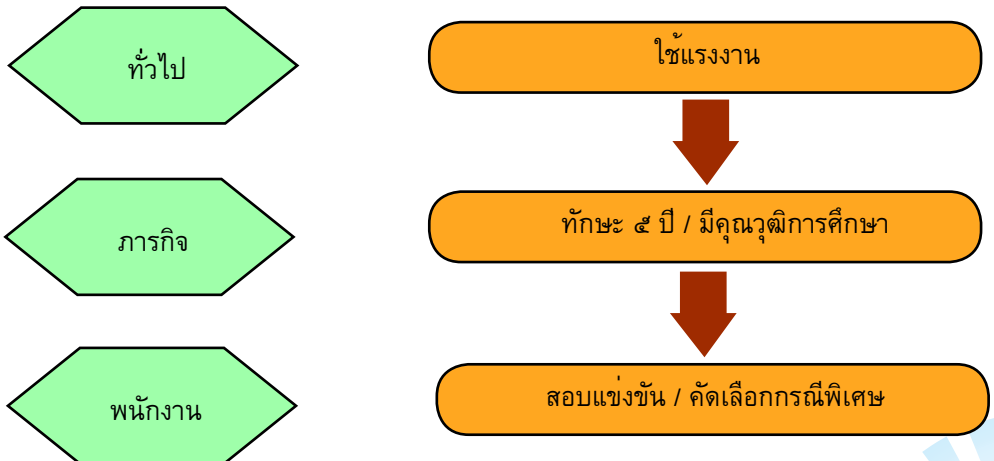 ทั่วไป
ใช้แรงงาน
ภารกิจ
ทักษะ ๕ ปี / มีคุณวุฒิการศึกษา
พนักงาน
สอบแข่งขัน / คัดเลือกกรณีพิเศษ